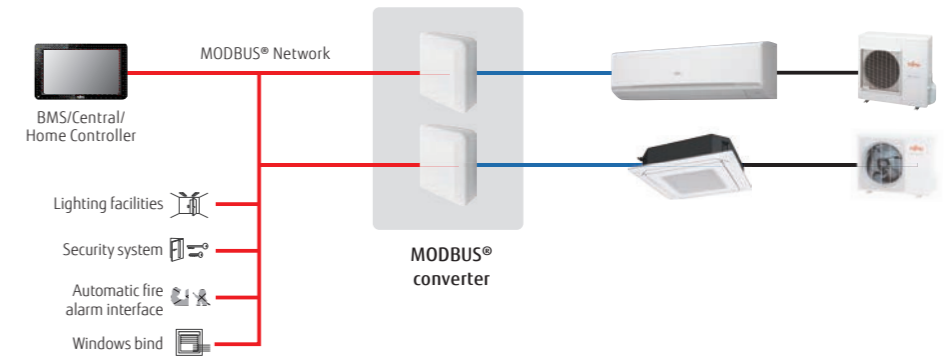 MODBUS® Network
BMS/Central/
Home Controller
Lighting facilities
Security system
Automatic fire
alarm interface
Windows bind
MODBUS®
converter